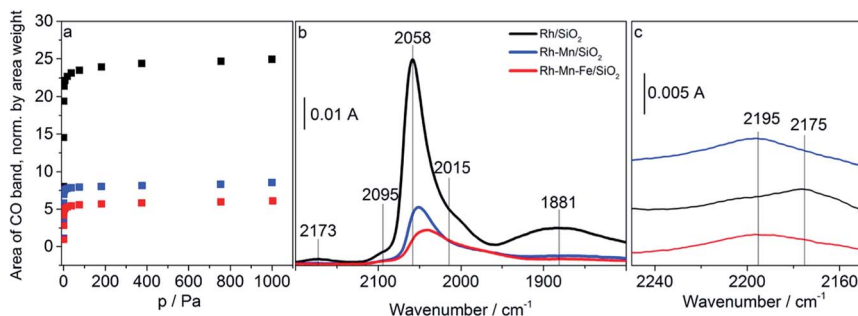 a
Area of CO band, norm. by area weight
30
25
20
15
10
5
0
0 200 400 600 800 1000
p / Pa
b
2058
Rh/SiO₂
Rh-Mn/SiO₂
Rh-Mn-Fe/SiO₂
0.01 A
2095
2015
2173
1881
2100 2000 1900
Wavenumber / cm⁻¹
c
0.005 A
2195 2175
2240 2200 2160
Wavenumber / cm⁻¹